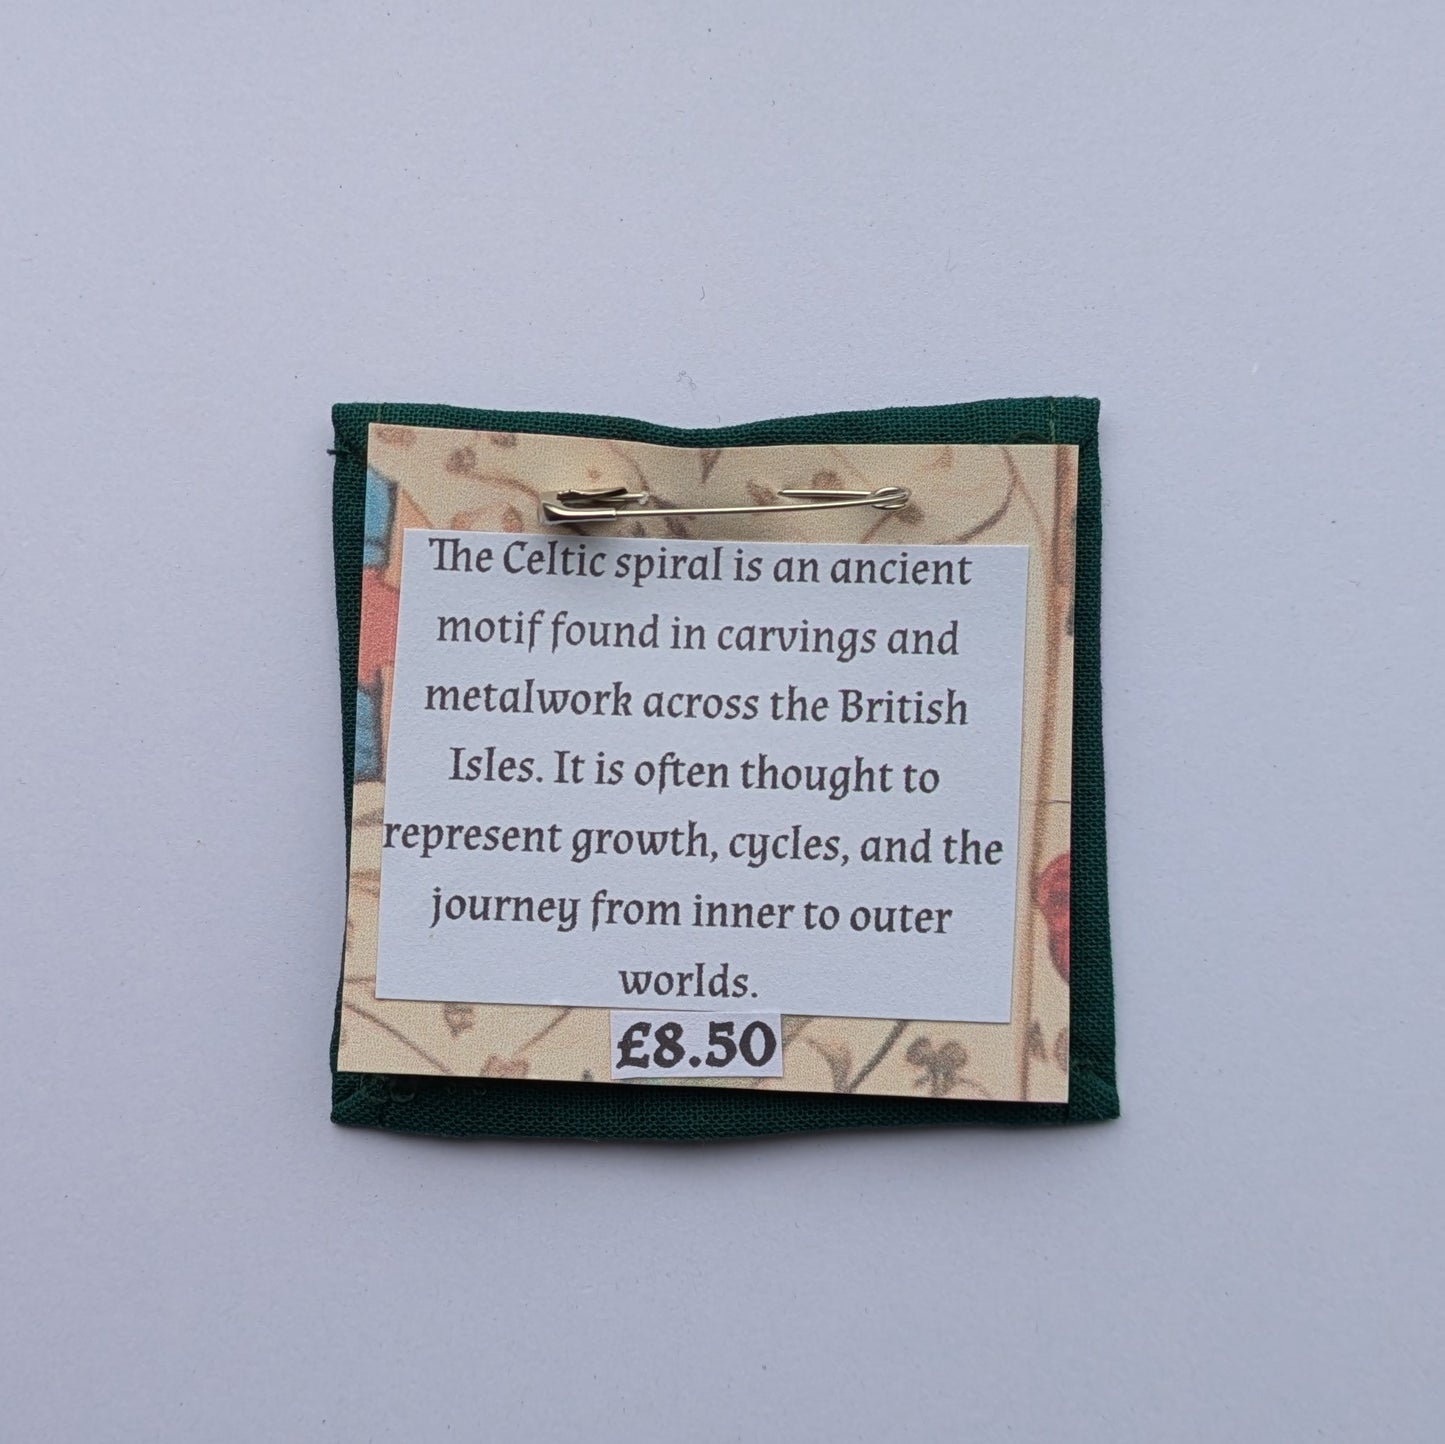 The Celtic spiral is an ancient
motif found in carvings and
metalwork across the British
Isles. It is often thought to
represent growth, cycles, and the
journey from inner to outer
worlds.
£8.50